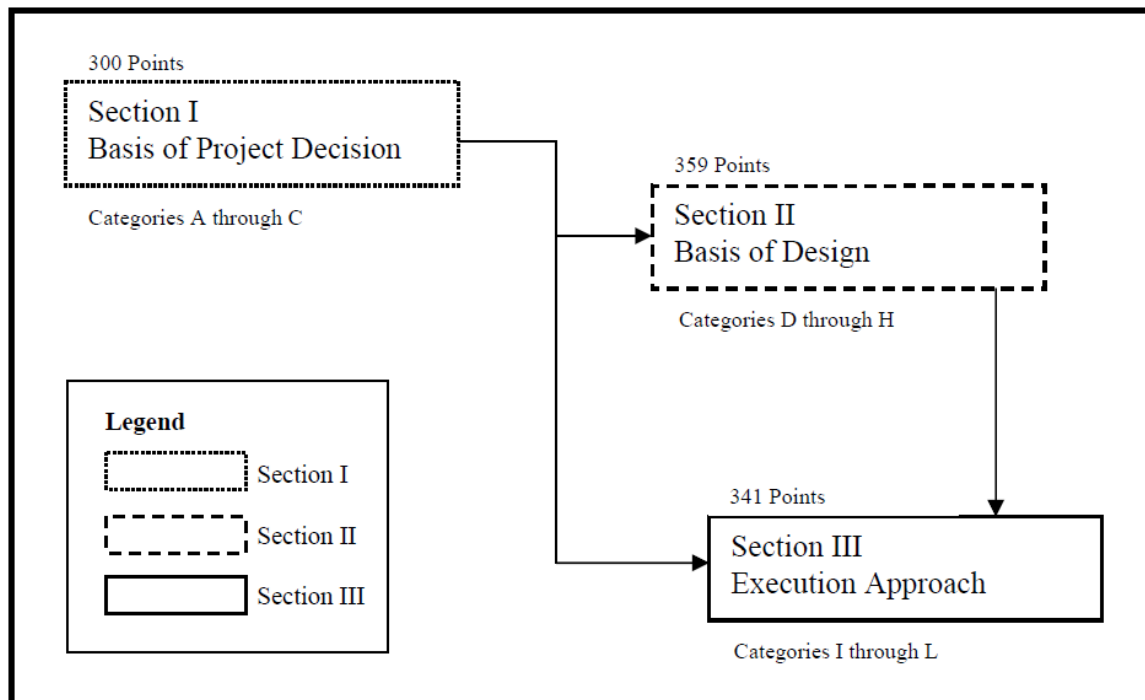 300 Points
Section I
Basis of Project Decision
Categories A through C
359 Points
Section II
Basis of Design
Categories D through H
341 Points
Section III
Execution Approach
Categories I through L
Legend
Section I
Section II
Section III